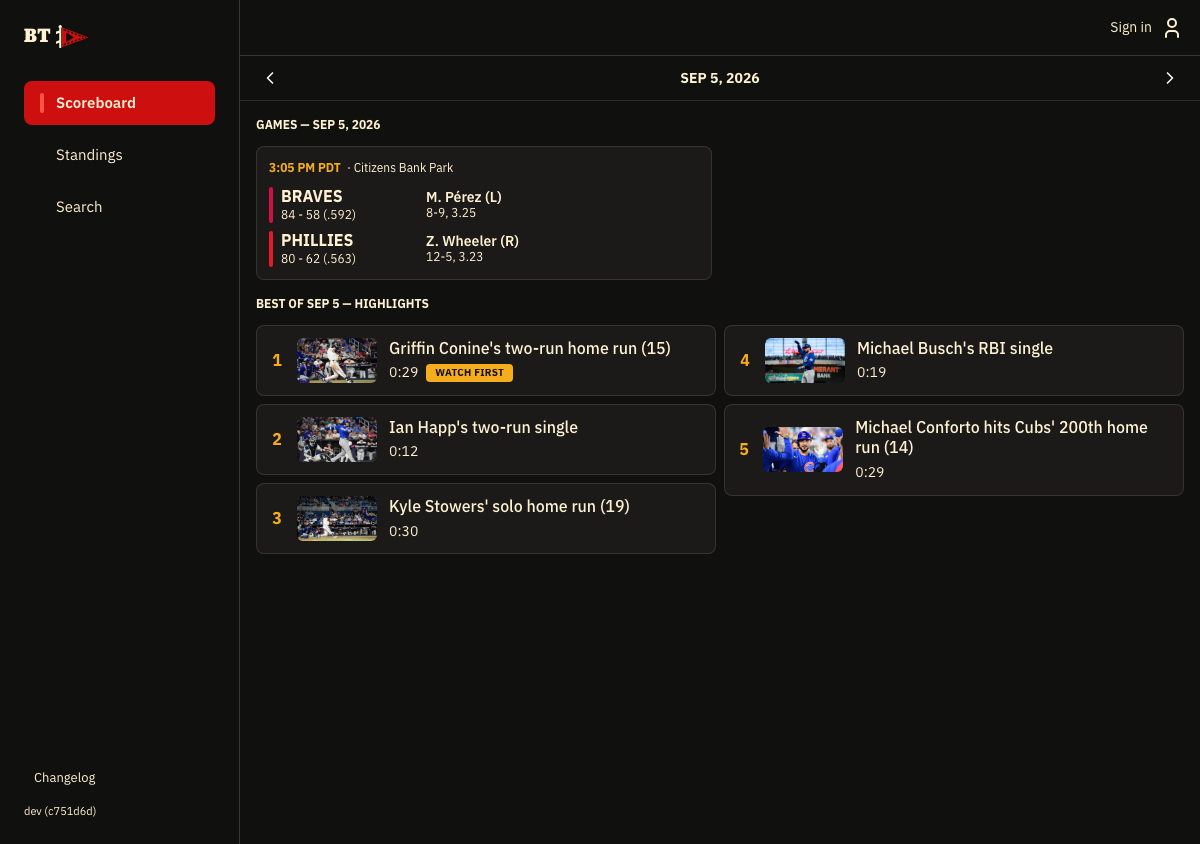 BT
Sign in
Scoreboard
Standings
Search
SEP 5, 2026
GAMES — SEP 5, 2026
3:05 PM PDT · Citizens Bank Park
BRAVES
84 - 58 (.592)
M. Pérez (L)
8-9, 3.25
PHILLIES
80 - 62 (.563)
Z. Wheeler (R)
12-5, 3.23
BEST OF SEP 5 — HIGHLIGHTS
1
Griffin Conine's two-run home run (15)
0:29 WATCH FIRST
2
Ian Happ's two-run single
0:12
3
Kyle Stowers' solo home run (19)
0:30
4
Michael Busch's RBI single
0:19
5
Michael Conforto hits Cubs' 200th home
run (14)
0:29
Changelog
dev (c751d6d)